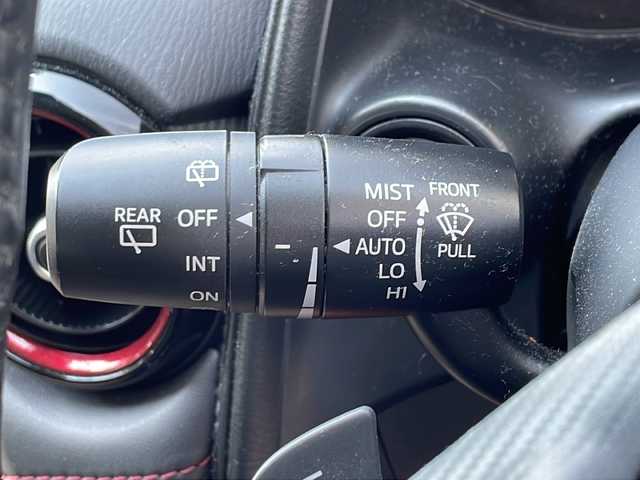 REAR
OFF
INT
ON
MIST
OFF
AUTO
LO
HI
FRONT
PULL